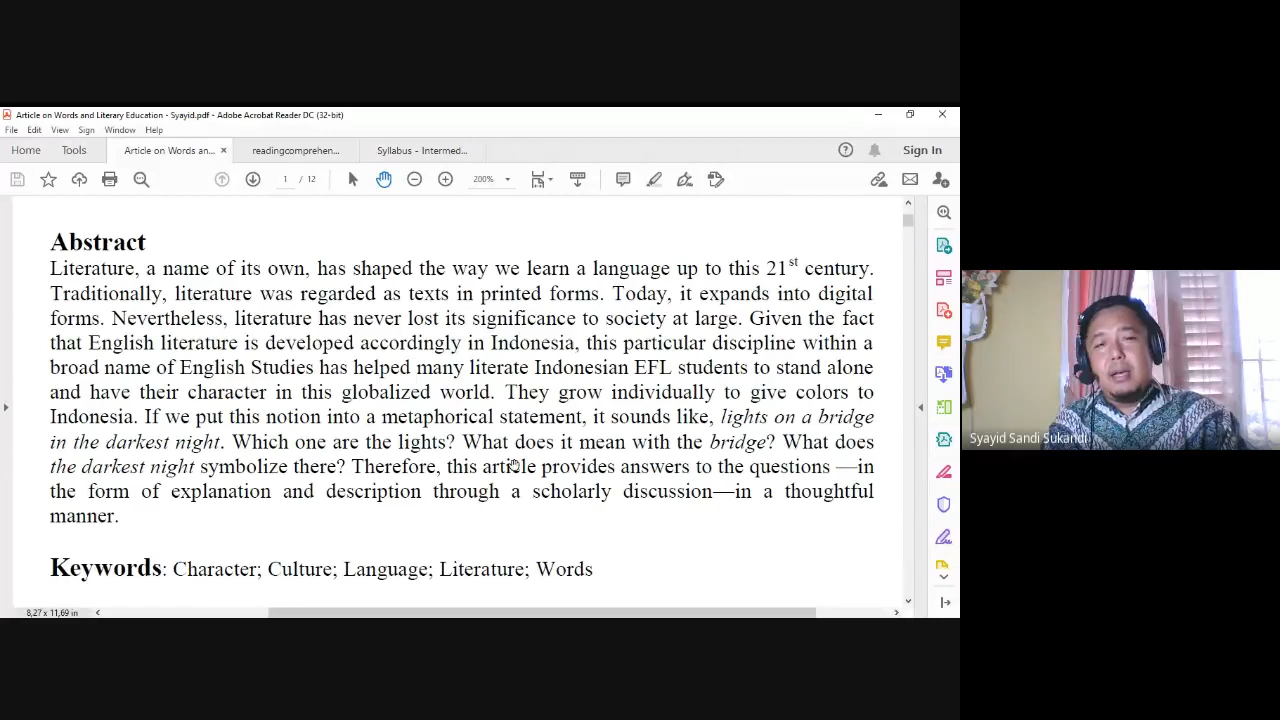 Article on Words and Literary Education - Syayid.pdf - Adobe Acrobat Reader DC (32-bit)
File Edit View Sign Window Help
Home Tools Article on Words an... × readingcomprehen... Syllabus - Intermed... Sign In
1 / 12 200%
Abstract
Literature, a name of its own, has shaped the way we learn a language up to this 21st century.
Traditionally, literature was regarded as texts in printed forms. Today, it expands into digital
forms. Nevertheless, literature has never lost its significance to society at large. Given the fact
that English literature is developed accordingly in Indonesia, this particular discipline within a
broad name of English Studies has helped many literate Indonesian EFL students to stand alone
and have their character in this globalized world. They grow individually to give colors to
Indonesia. If we put this notion into a metaphorical statement, it sounds like, lights on a bridge
in the darkest night. Which one are the lights? What does it mean with the bridge? What does
the darkest night symbolize there? Therefore, this article provides answers to the questions —in
the form of explanation and description through a scholarly discussion—in a thoughtful
manner.
Keywords: Character; Culture; Language; Literature; Words
8,27 x 11,69 in
Syayid Sandi Sukandi